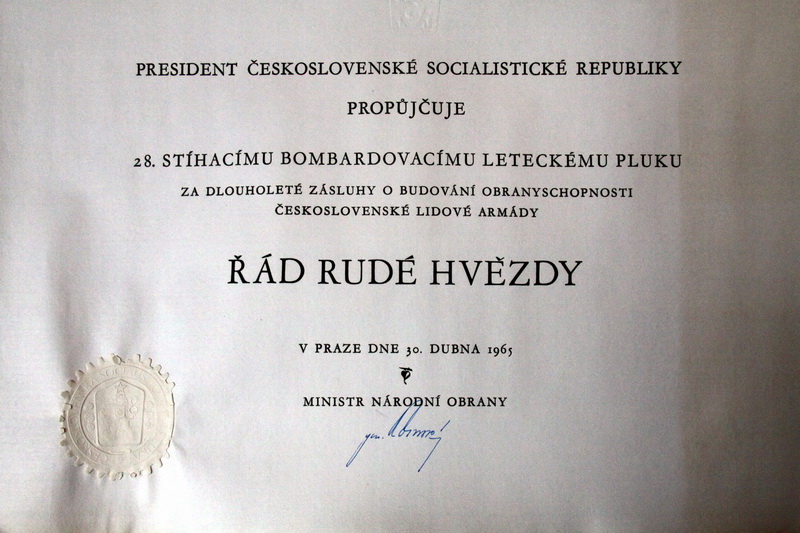 PRESIDENT ČESKOSLOVENSKÉ SOCIALISTICKÉ REPUBLIKY
PROPŮJČUJE
28. STÍHACÍMU BOMBARDOVACÍMU LETECKÉMU PLUKU
ZA DLOUHOLETÉ ZÁSLUHY O BUDOVÁNÍ OBRANYSCHOPNOSTI
ČESKOSLOVENSKÉ LIDOVÉ ARMÁDY
ŘÁD RUDÉ HVĚZDY
V PRAZE DNE 30. DUBNA 1965
MINISTR NÁRODNÍ OBRANY
gen.